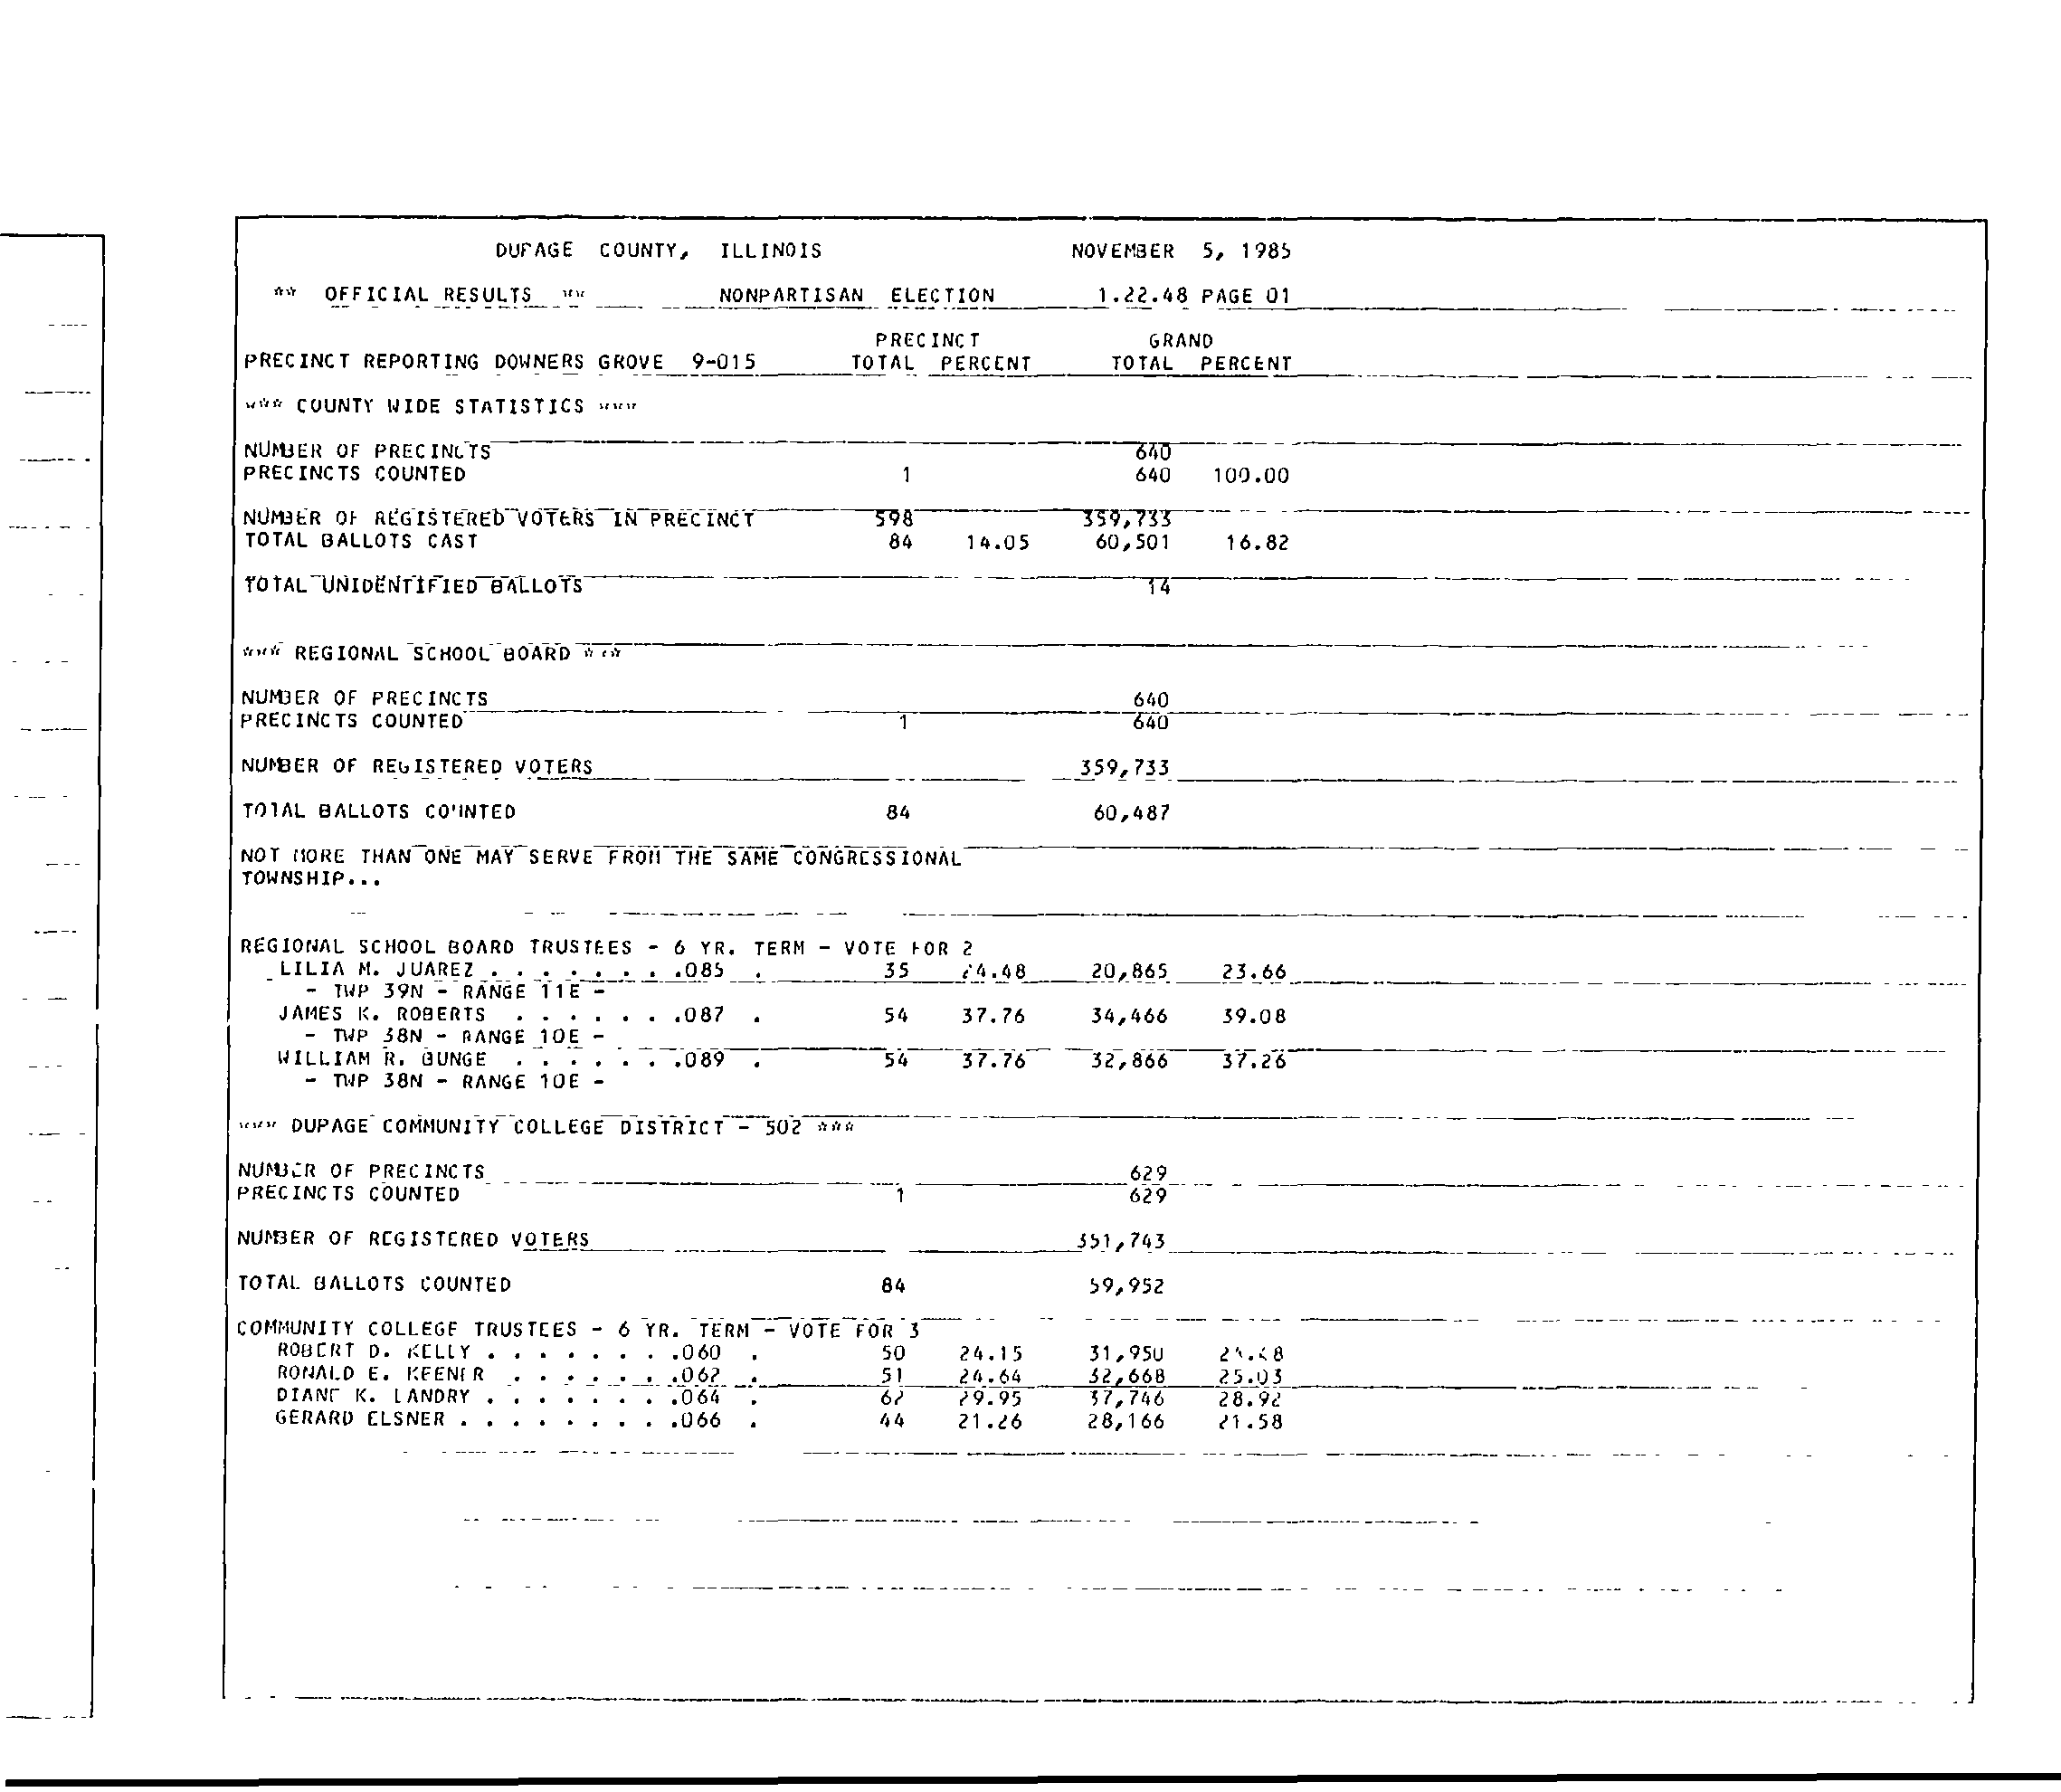 DUPAGE COUNTY, ILLINOIS NOVEMBER 5, 1985
** OFFICIAL RESULTS ** NONPARTISAN ELECTION 1.22.48 PAGE 01
PRECINCT GRAND
PRECINCT REPORTING DOWNERS GROVE 9-015 TOTAL PERCENT TOTAL PERCENT
*** COUNTY WIDE STATISTICS ***
NUMBER OF PRECINCTS 640
PRECINCTS COUNTED 1 640 100.00
NUMBER OF REGISTERED VOTERS IN PRECINCT 598 359,733
TOTAL BALLOTS CAST 84 14.05 60,501 16.82
TOTAL UNIDENTIFIED BALLOTS 14
*** REGIONAL SCHOOL BOARD ***
NUMBER OF PRECINCTS 640
PRECINCTS COUNTED 1 640
NUMBER OF REGISTERED VOTERS 359,733
TOTAL BALLOTS COUNTED 84 60,487
NOT MORE THAN ONE MAY SERVE FROM THE SAME CONGRESSIONAL
TOWNSHIP...
REGIONAL SCHOOL BOARD TRUSTEES - 6 YR. TERM - VOTE FOR 2
LILIA M. JUAREZ . . . . . . . .085 . 35 24.48 20,865 23.66
- TWP 39N - RANGE 11E -
JAMES K. ROBERTS . . . . . . .087 . 54 37.76 34,466 39.08
- TWP 38N - RANGE 10E -
WILLIAM R. BUNGE . . . . . . .089 . 54 37.76 32,866 37.26
- TWP 38N - RANGE 10E -
*** DUPAGE COMMUNITY COLLEGE DISTRICT - 502 ***
NUMBER OF PRECINCTS 629
PRECINCTS COUNTED 1 629
NUMBER OF REGISTERED VOTERS 351,743
TOTAL BALLOTS COUNTED 84 59,952
COMMUNITY COLLEGE TRUSTEES - 6 YR. TERM - VOTE FOR 3
ROBERT D. KELLY . . . . . . . .060 . 50 24.15 31,950 24.48
RONALD E. KEENER . . . . . . .062 . 51 24.64 32,668 25.03
DIANE K. LANDRY . . . . . . . .064 . 62 29.95 37,746 28.92
GERARD ELSNER . . . . . . . . .066 . 44 21.26 28,166 21.58